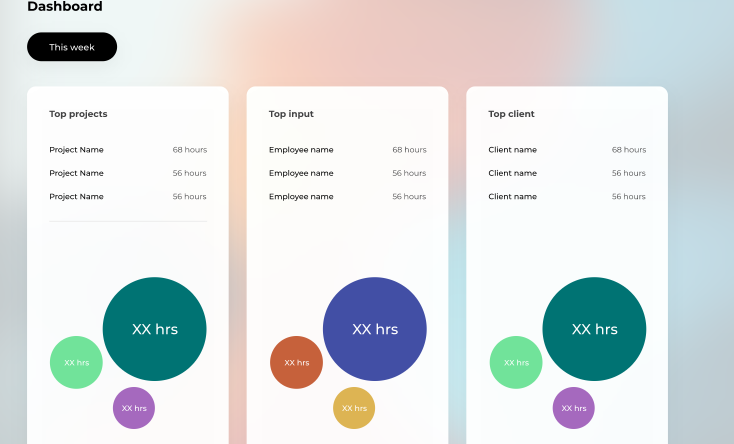 Dashboard
This week
Top projects
Project Name 68 hours
Project Name 56 hours
Project Name 56 hours
XX hrs
XX hrs
XX hrs
Top input
Employee name 68 hours
Employee name 56 hours
Employee name 56 hours
XX hrs
XX hrs
XX hrs
Top client
Client name 68 hours
Client name 56 hours
Client name 56 hours
XX hrs
XX hrs
XX hrs